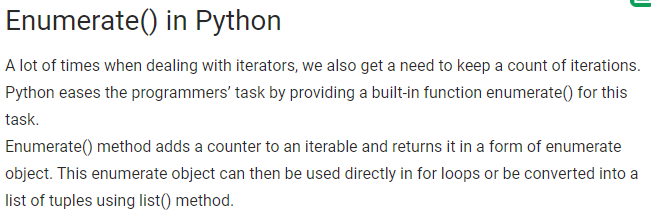 Enumerate() in Python
A lot of times when dealing with iterators, we also get a need to keep a count of iterations.
Python eases the programmers’ task by providing a built-in function enumerate() for this
task.
Enumerate() method adds a counter to an iterable and returns it in a form of enumerate
object. This enumerate object can then be used directly in for loops or be converted into a
list of tuples using list() method.